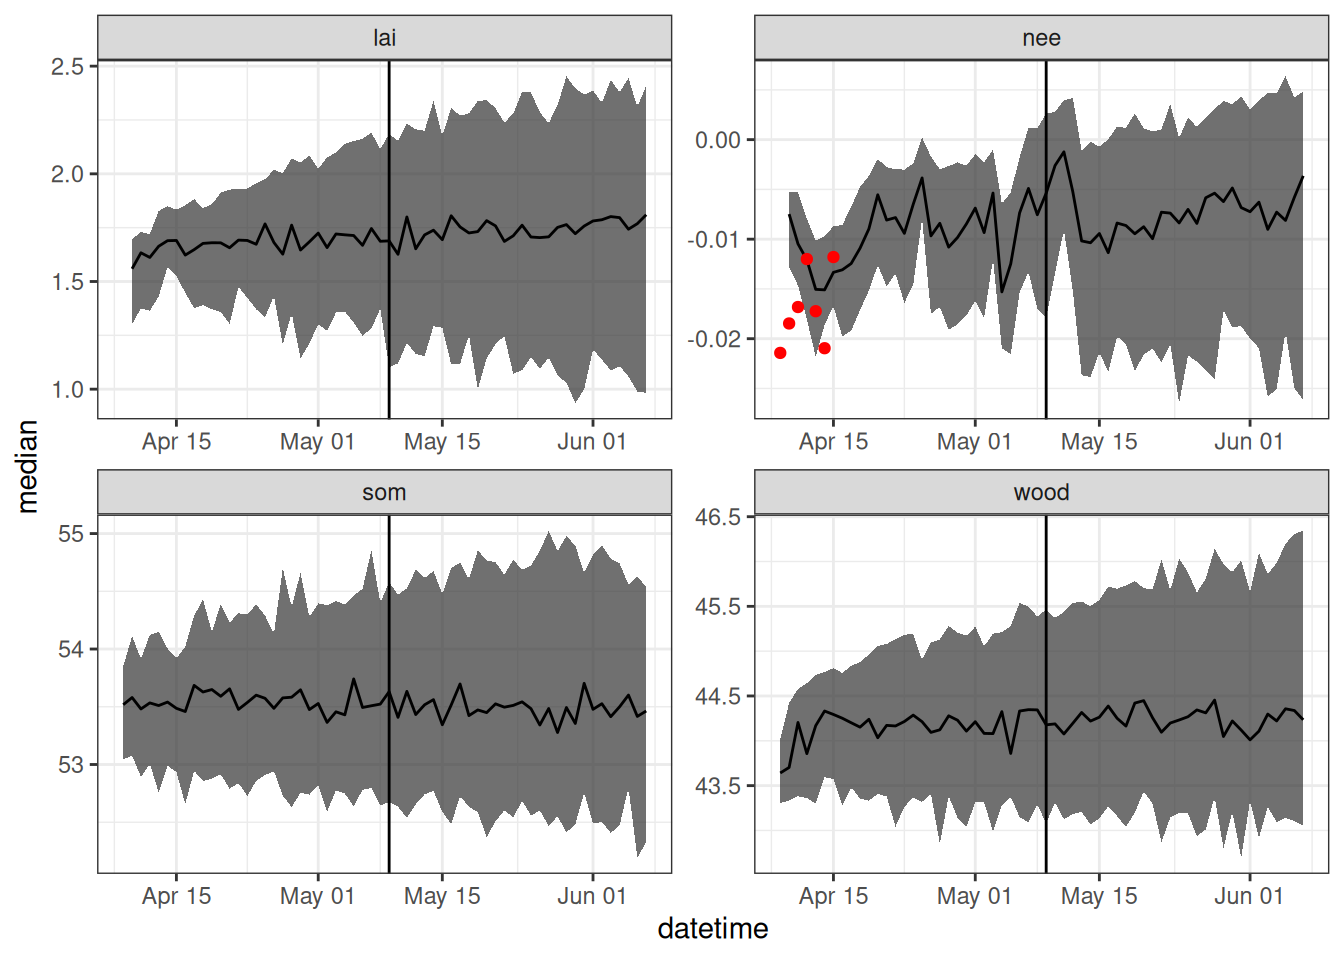 lai
nee
2.5
2.0
1.5
1.0
0.00
-0.01
-0.02
Apr 15 May 01 May 15 Jun 01
Apr 15 May 01 May 15 Jun 01
median
som
wood
55
54
53
46.5
45.5
44.5
43.5
Apr 15 May 01 May 15 Jun 01
Apr 15 May 01 May 15 Jun 01
datetime